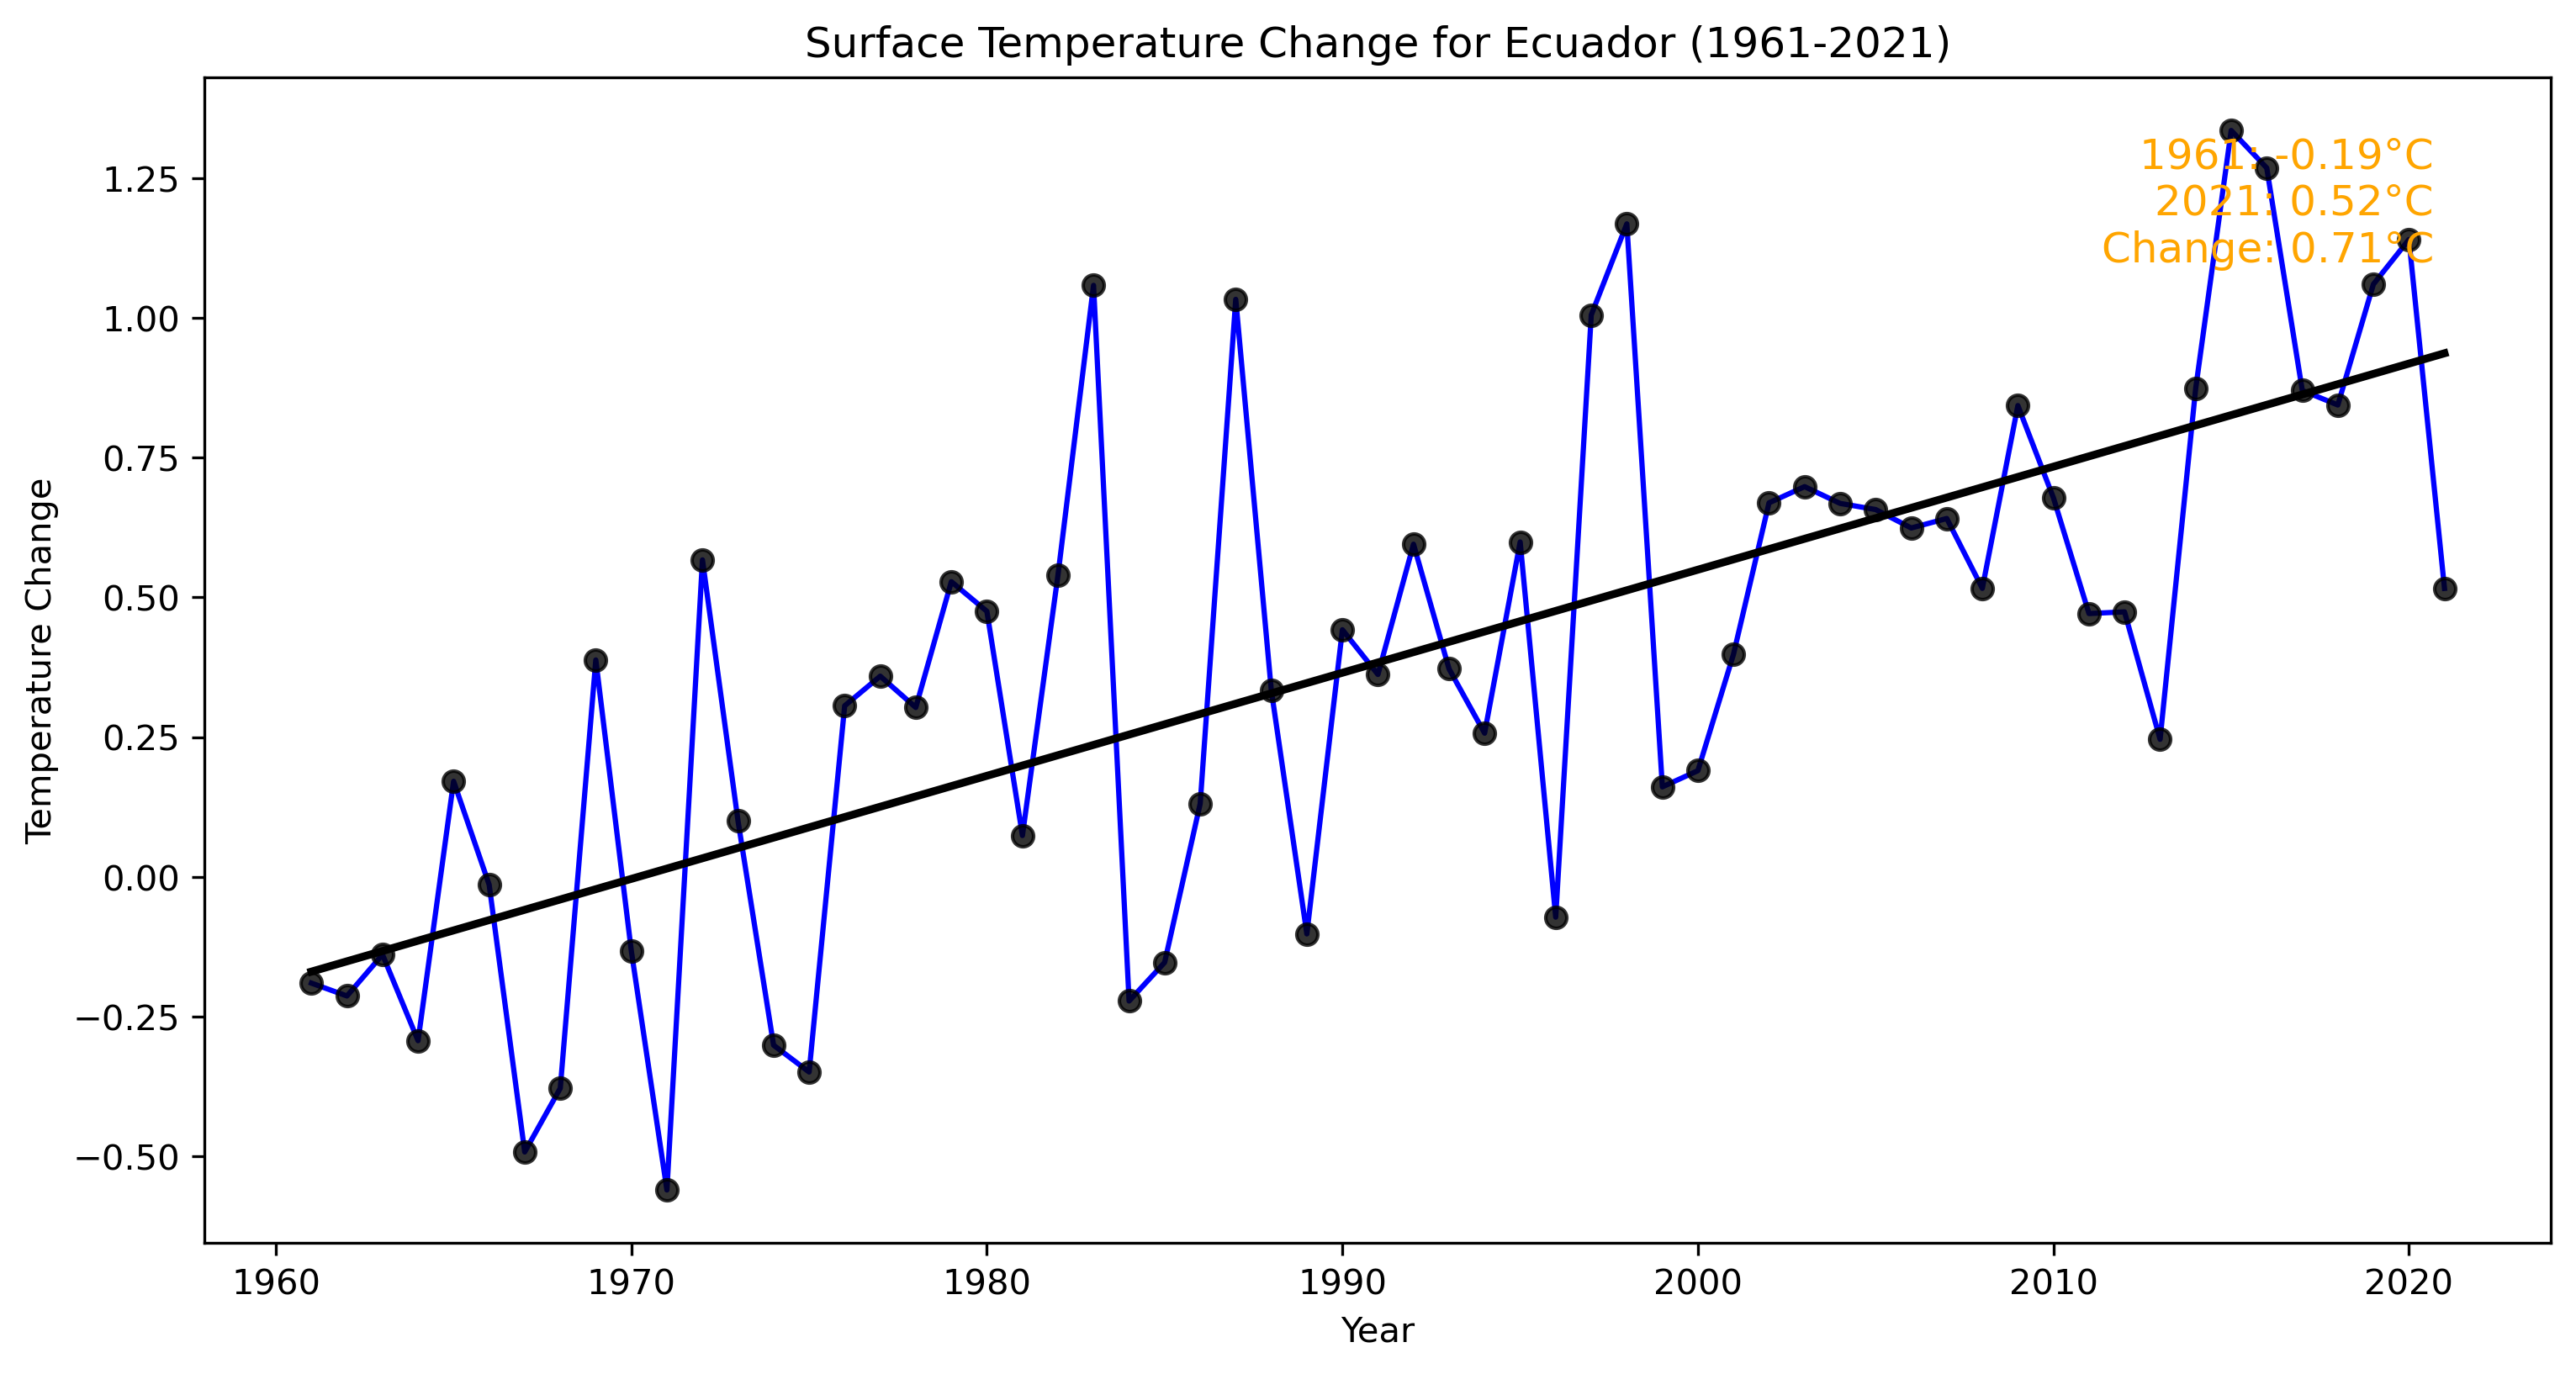 Surface Temperature Change for Ecuador (1961-2021)
1961: -0.19°C
2021: 0.52°C
Change: 0.71°C
1.25
1.00
0.75
0.50
0.25
0.00
−0.25
−0.50
Temperature Change
1960 1970 1980 1990 2000 2010 2020
Year